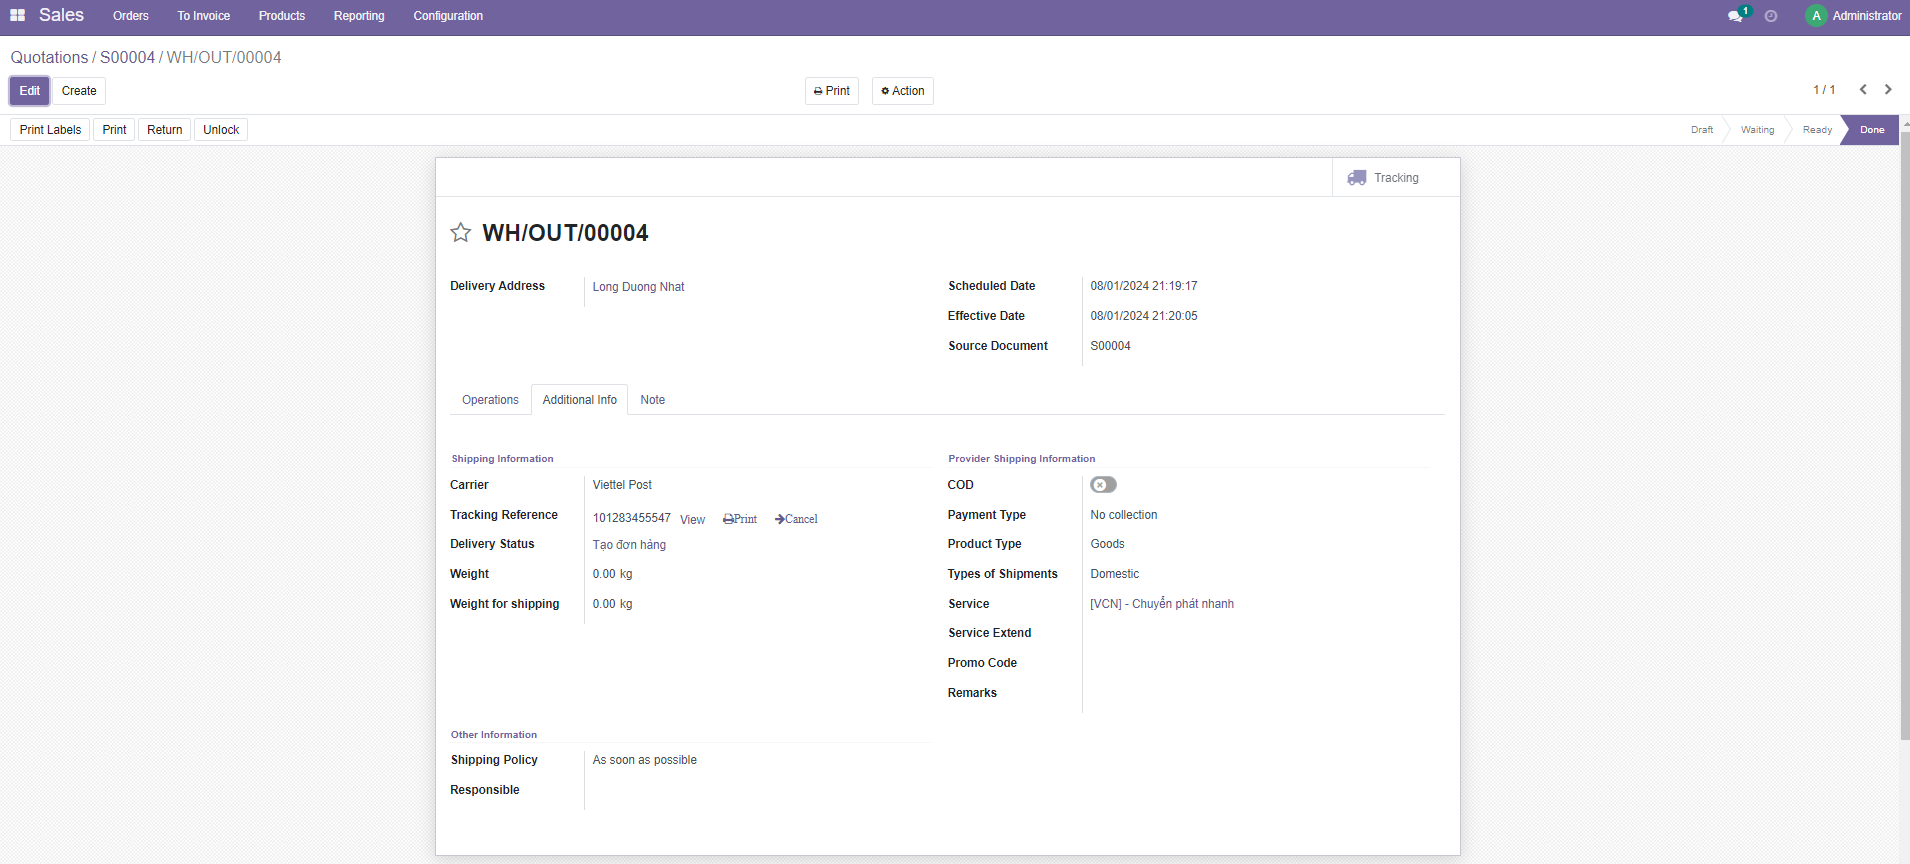 Sales Orders To Invoice Products Reporting Configuration 1 A Administrator
Quotations / S00004 / WH/OUT/00004
Edit Create Print Action 1 / 1
Print Labels Print Return Unlock Draft Waiting Ready Done
Tracking
WH/OUT/00004
Delivery Address Long Duong Nhat
Scheduled Date 08/01/2024 21:19:17
Effective Date 08/01/2024 21:20:05
Source Document S00004
Operations Additional Info Note
Shipping Information
Carrier Viettel Post
Tracking Reference 101283455547 View Print Cancel
Delivery Status Tạo đơn hàng
Weight 0.00 kg
Weight for shipping 0.00 kg
Provider Shipping Information
COD
Payment Type No collection
Product Type Goods
Types of Shipments Domestic
Service [VCN] - Chuyển phát nhanh
Service Extend
Promo Code
Remarks
Other Information
Shipping Policy As soon as possible
Responsible